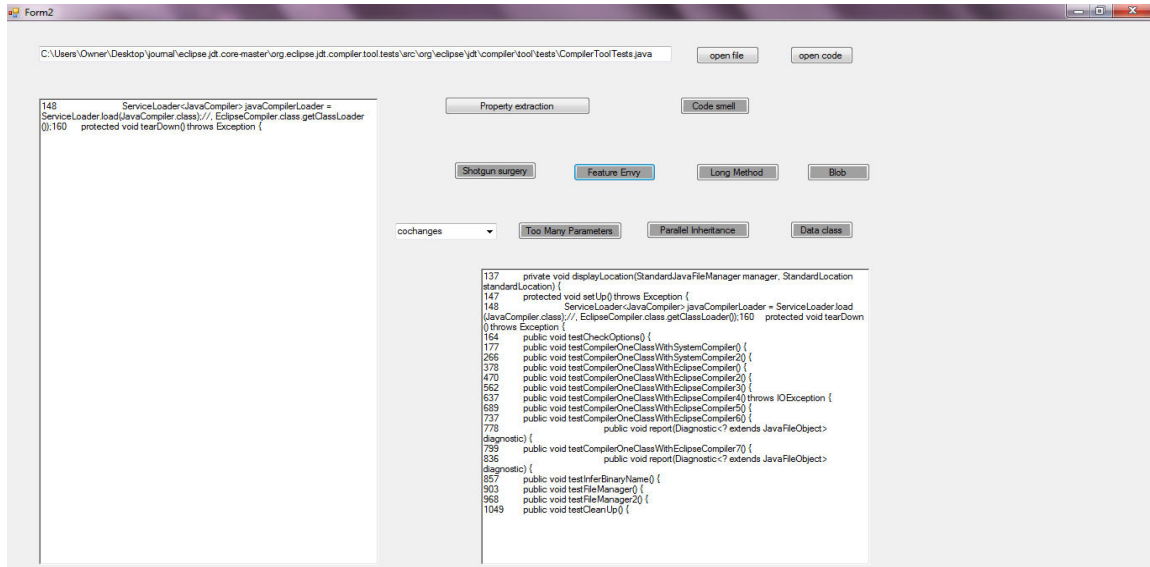 Form2
C:\Users\Owner\Desktop\journal\eclipse.jdt.core-master\org.eclipse.jdt.compiler.tool.tests\src\org\eclipse\jdt\compiler\tool\tests\CompilerToolTests.java
open file
open code
148 ServiceLoader<JavaCompiler> javaCompilerLoader =
ServiceLoader.load(JavaCompiler.class);//, EclipseCompiler.class.getClassLoader
());160 protected void tearDown() throws Exception {
Property extraction
Code smell
Shotgun surgery
Feature Envy
Long Method
Blob
cochanges
Too Many Parameters
Parallel Inheritance
Data class
137 private void displayLocation(StandardJavaFileManager manager, StandardLocation
standardLocation) {
147 protected void setUp() throws Exception {
148 ServiceLoader<JavaCompiler> javaCompilerLoader = ServiceLoader.load
(JavaCompiler.class);//, EclipseCompiler.class.getClassLoader());160 protected void tearDown
() throws Exception {
164 public void testCheckOptions() {
177 public void testCompilerOneClassWithSystemCompiler() {
266 public void testCompilerOneClassWithSystemCompiler2() {
378 public void testCompilerOneClassWithEclipseCompiler() {
470 public void testCompilerOneClassWithEclipseCompiler2() {
562 public void testCompilerOneClassWithEclipseCompiler3() {
637 public void testCompilerOneClassWithEclipseCompiler4() throws IOException {
689 public void testCompilerOneClassWithEclipseCompiler5() {
737 public void testCompilerOneClassWithEclipseCompiler6() {
778 public void report(Diagnostic<? extends JavaFileObject>
diagnostic) {
799 public void testCompilerOneClassWithEclipseCompiler7() {
836 public void report(Diagnostic<? extends JavaFileObject>
diagnostic) {
857 public void testInferBinaryName() {
903 public void testFileManager() {
968 public void testFileManager2() {
1049 public void testCleanUp() {